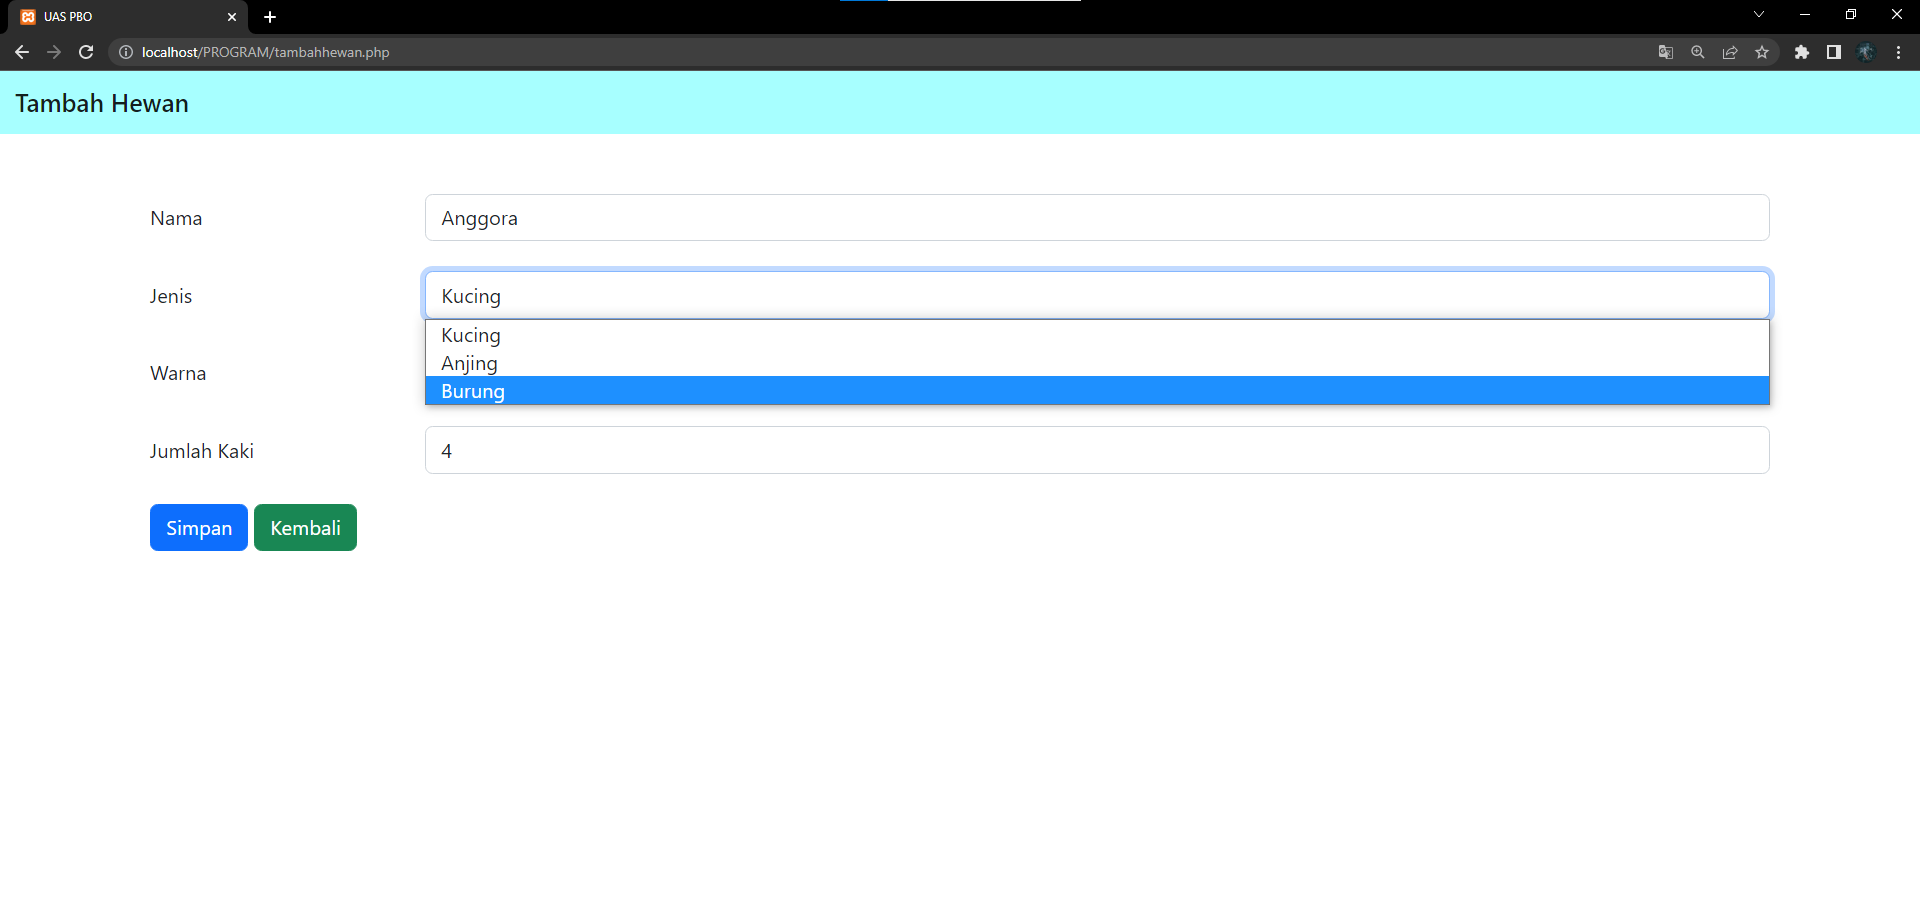 UAS PBO
localhost/PROGRAM/tambahhewan.php
Tambah Hewan
Nama
Anggora
Jenis
Kucing
Kucing
Anjing
Burung
Warna
Jumlah Kaki
4
Simpan Kembali